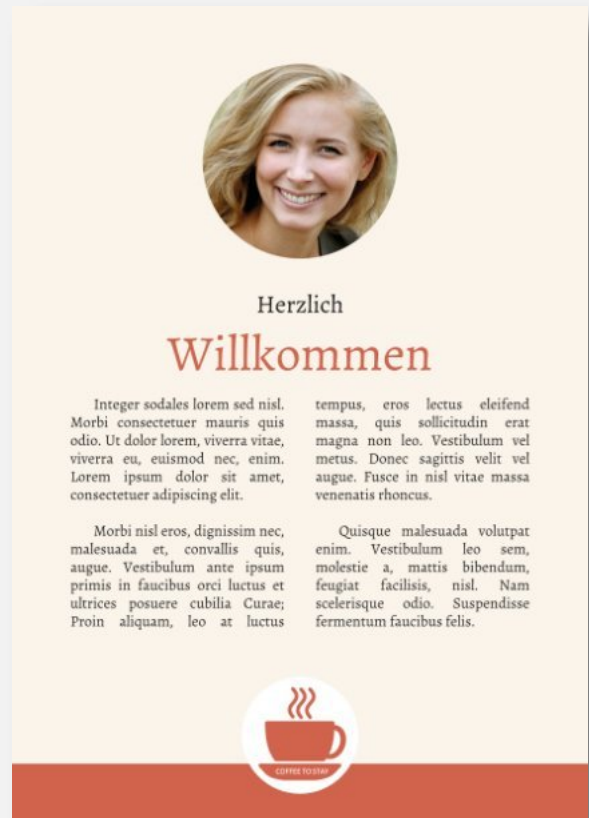 Herzlich
Willkommen
Integer sodales lorem sed nisl.
Morbi consectetuer mauris quis
odio. Ut dolor lorem, viverra vitae,
viverra eu, euismod nec, enim.
Lorem ipsum dolor sit amet,
consectetuer adipiscing elit.
Morbi nisl eros, dignissim nec,
malesuada et, convallis quis,
augue. Vestibulum ante ipsum
primis in faucibus orci luctus et
ultrices posuere cubilia Curae;
Proin aliquam, leo at luctus
tempus, eros lectus eleifend
massa, quis sollicitudin erat
magna non leo. Vestibulum vel
metus. Donec sagittis velit vel
augue. Fusce in nisl vitae massa
venenatis rhoncus.
Quisque malesuada volutpat
enim. Vestibulum leo sem,
molestie a, mattis bibendum,
feugiat facilisis, nisl. Nam
scelerisque odio. Suspendisse
fermentum faucibus felis.
COFFEE TO STAY